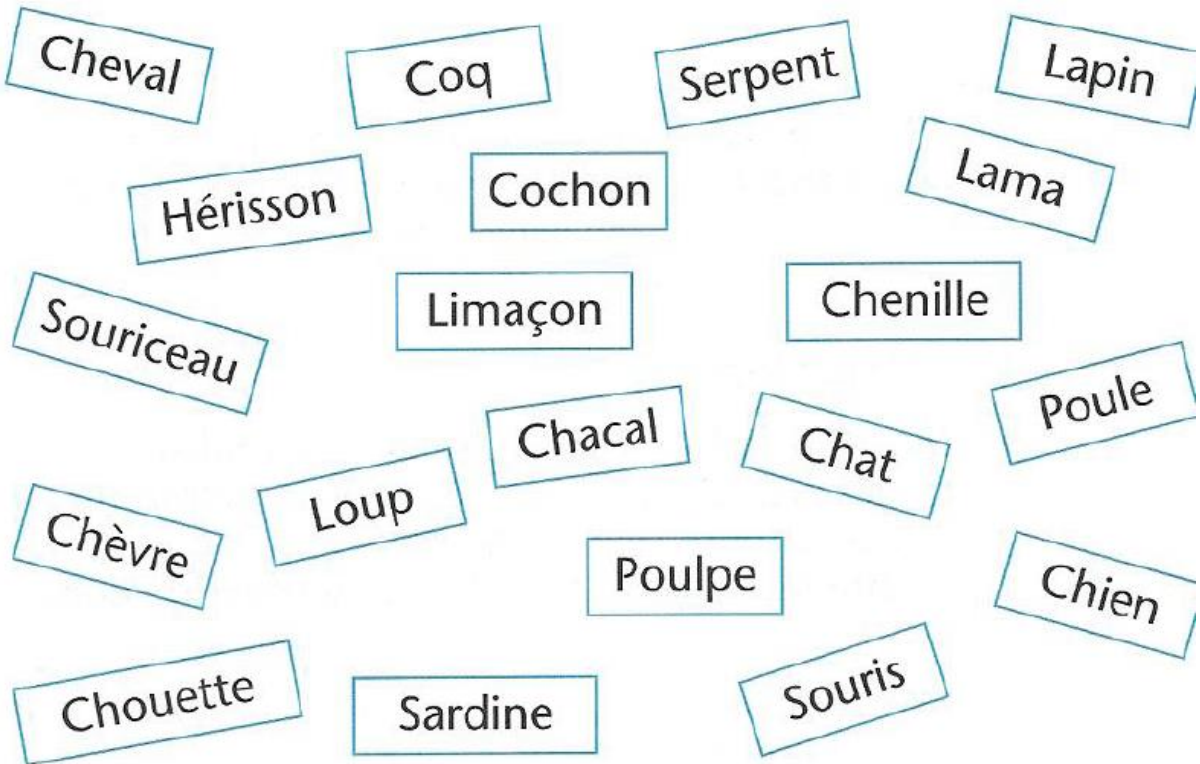 Cheval
Coq
Serpent
Lapin
Hérisson
Cochon
Lama
Souriceau
Limaçon
Chenille
Chacal
Chat
Poule
Chèvre
Loup
Poulpe
Chien
Chouette
Sardine
Souris